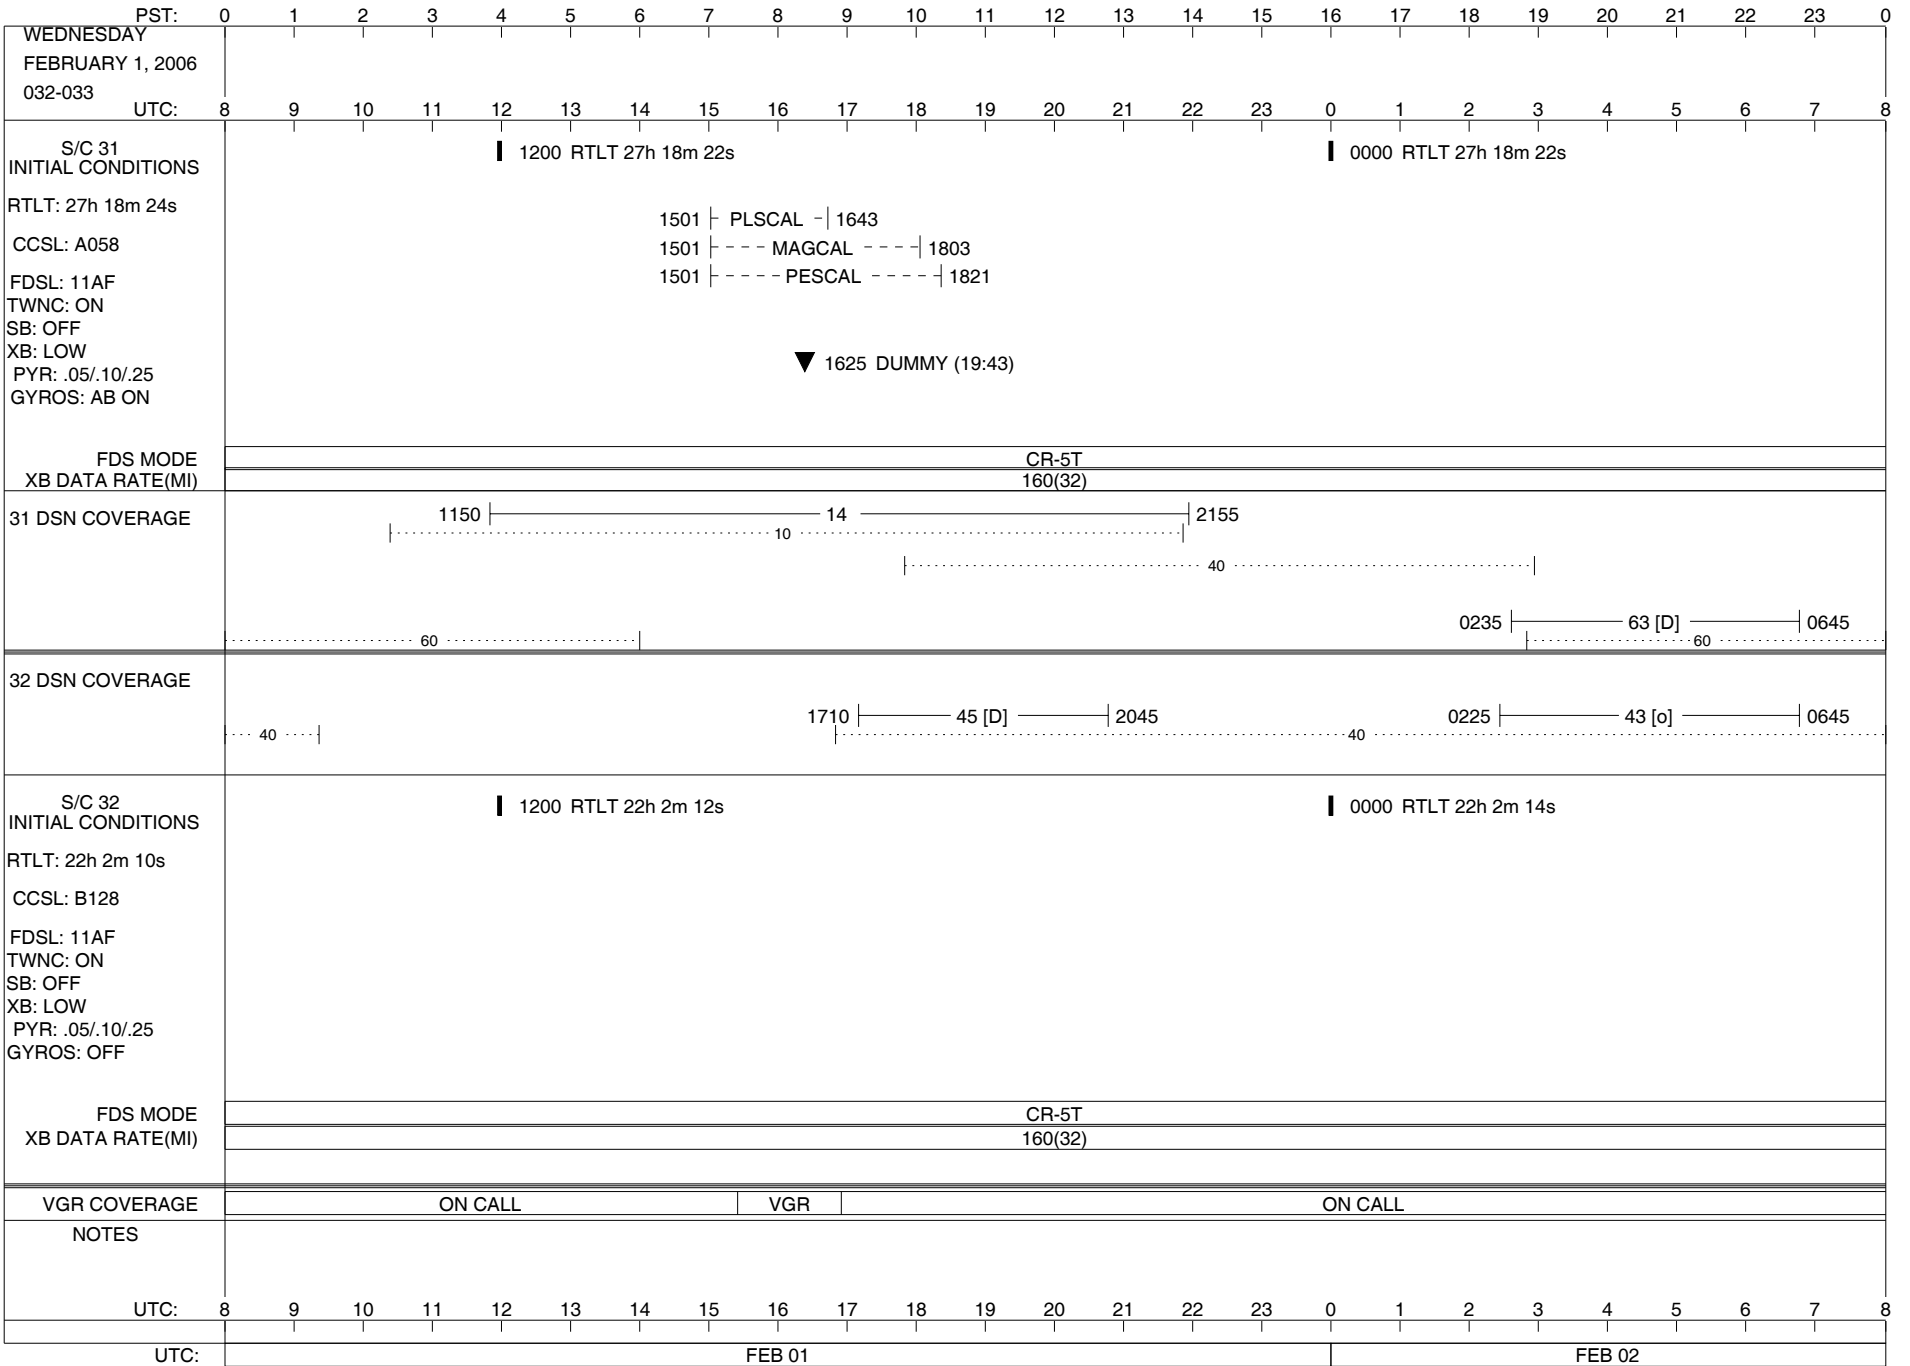 PST: 0 1 2 3 4 5 6 7 8 9 10 11 12 13 14 15 16 17 18 19 20 21 22 23 0
WEDNESDAY
FEBRUARY 1, 2006
032-033
UTC: 8 9 10 11 12 13 14 15 16 17 18 19 20 21 22 23 0 1 2 3 4 5 6 7 8
S/C 31
INITIAL CONDITIONS
1200 RTLT 27h 18m 22s
0000 RTLT 27h 18m 22s
RTLT: 27h 18m 24s
1501 PLSCAL 1643
CCSL: A058
1501 MAGCAL 1803
1501 PESCAL 1821
FDSL: 11AF
TWNC: ON
SB: OFF
XB: LOW
1625 DUMMY (19:43)
PYR: .05/.10/.25
GYROS: AB ON
FDS MODE CR-5T
XB DATA RATE(MI) 160(32)
31 DSN COVERAGE
1150 14 2155
10
40
0235 63 [D] 0645
60 60
32 DSN COVERAGE
1710 45 [D] 2045 0225 43 [o] 0645
40 40
S/C 32
INITIAL CONDITIONS
1200 RTLT 22h 2m 12s
0000 RTLT 22h 2m 14s
RTLT: 22h 2m 10s
CCSL: B128
FDSL: 11AF
TWNC: ON
SB: OFF
XB: LOW
PYR: .05/.10/.25
GYROS: OFF
FDS MODE CR-5T
XB DATA RATE(MI) 160(32)
VGR COVERAGE ON CALL VGR ON CALL
NOTES
UTC: 8 9 10 11 12 13 14 15 16 17 18 19 20 21 22 23 0 1 2 3 4 5 6 7 8
UTC: FEB 01 FEB 02